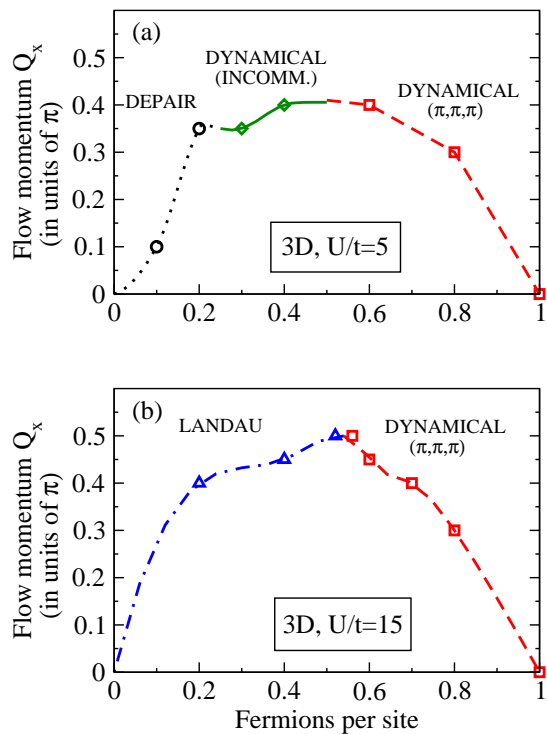 (a)
DYNAMICAL
(INCOMM.)
DEPAIR
DYNAMICAL
(π,π,π)
3D, U/t=5
Flow momentum Q_x
(in units of π)
0.5
0.4
0.3
0.2
0.1
0
0 0.2 0.4 0.6 0.8 1
(b)
LANDAU
DYNAMICAL
(π,π,π)
3D, U/t=15
Flow momentum Q_x
(in units of π)
0.5
0.4
0.3
0.2
0.1
0
0 0.2 0.4 0.6 0.8 1
Fermions per site